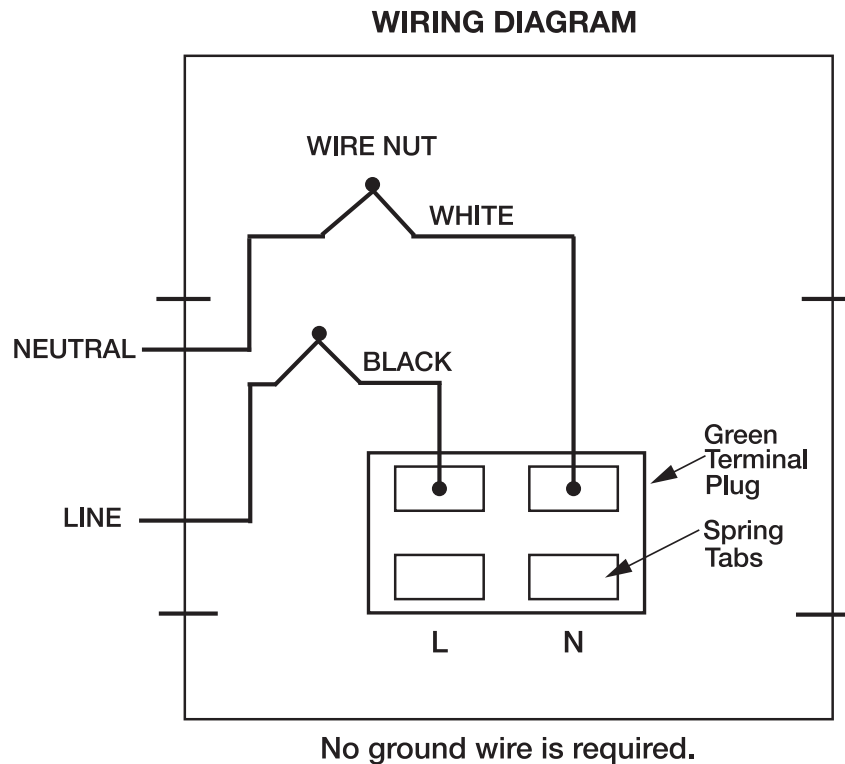 WIRING DIAGRAM
WIRE NUT
WHITE
NEUTRAL
BLACK
Green
Terminal
Plug
LINE
Spring
Tabs
L N
No ground wire is required.